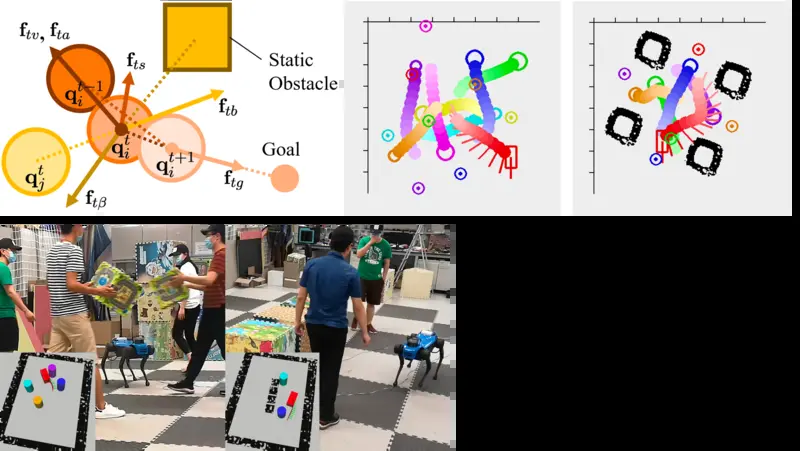 f_tv, f_ta
f_ts
Static
Obstacle
q_i^{t-1}
f_tb
q_i^t
q_i^{t+1}
Goal
q_j^t
f_tg
f_tβ